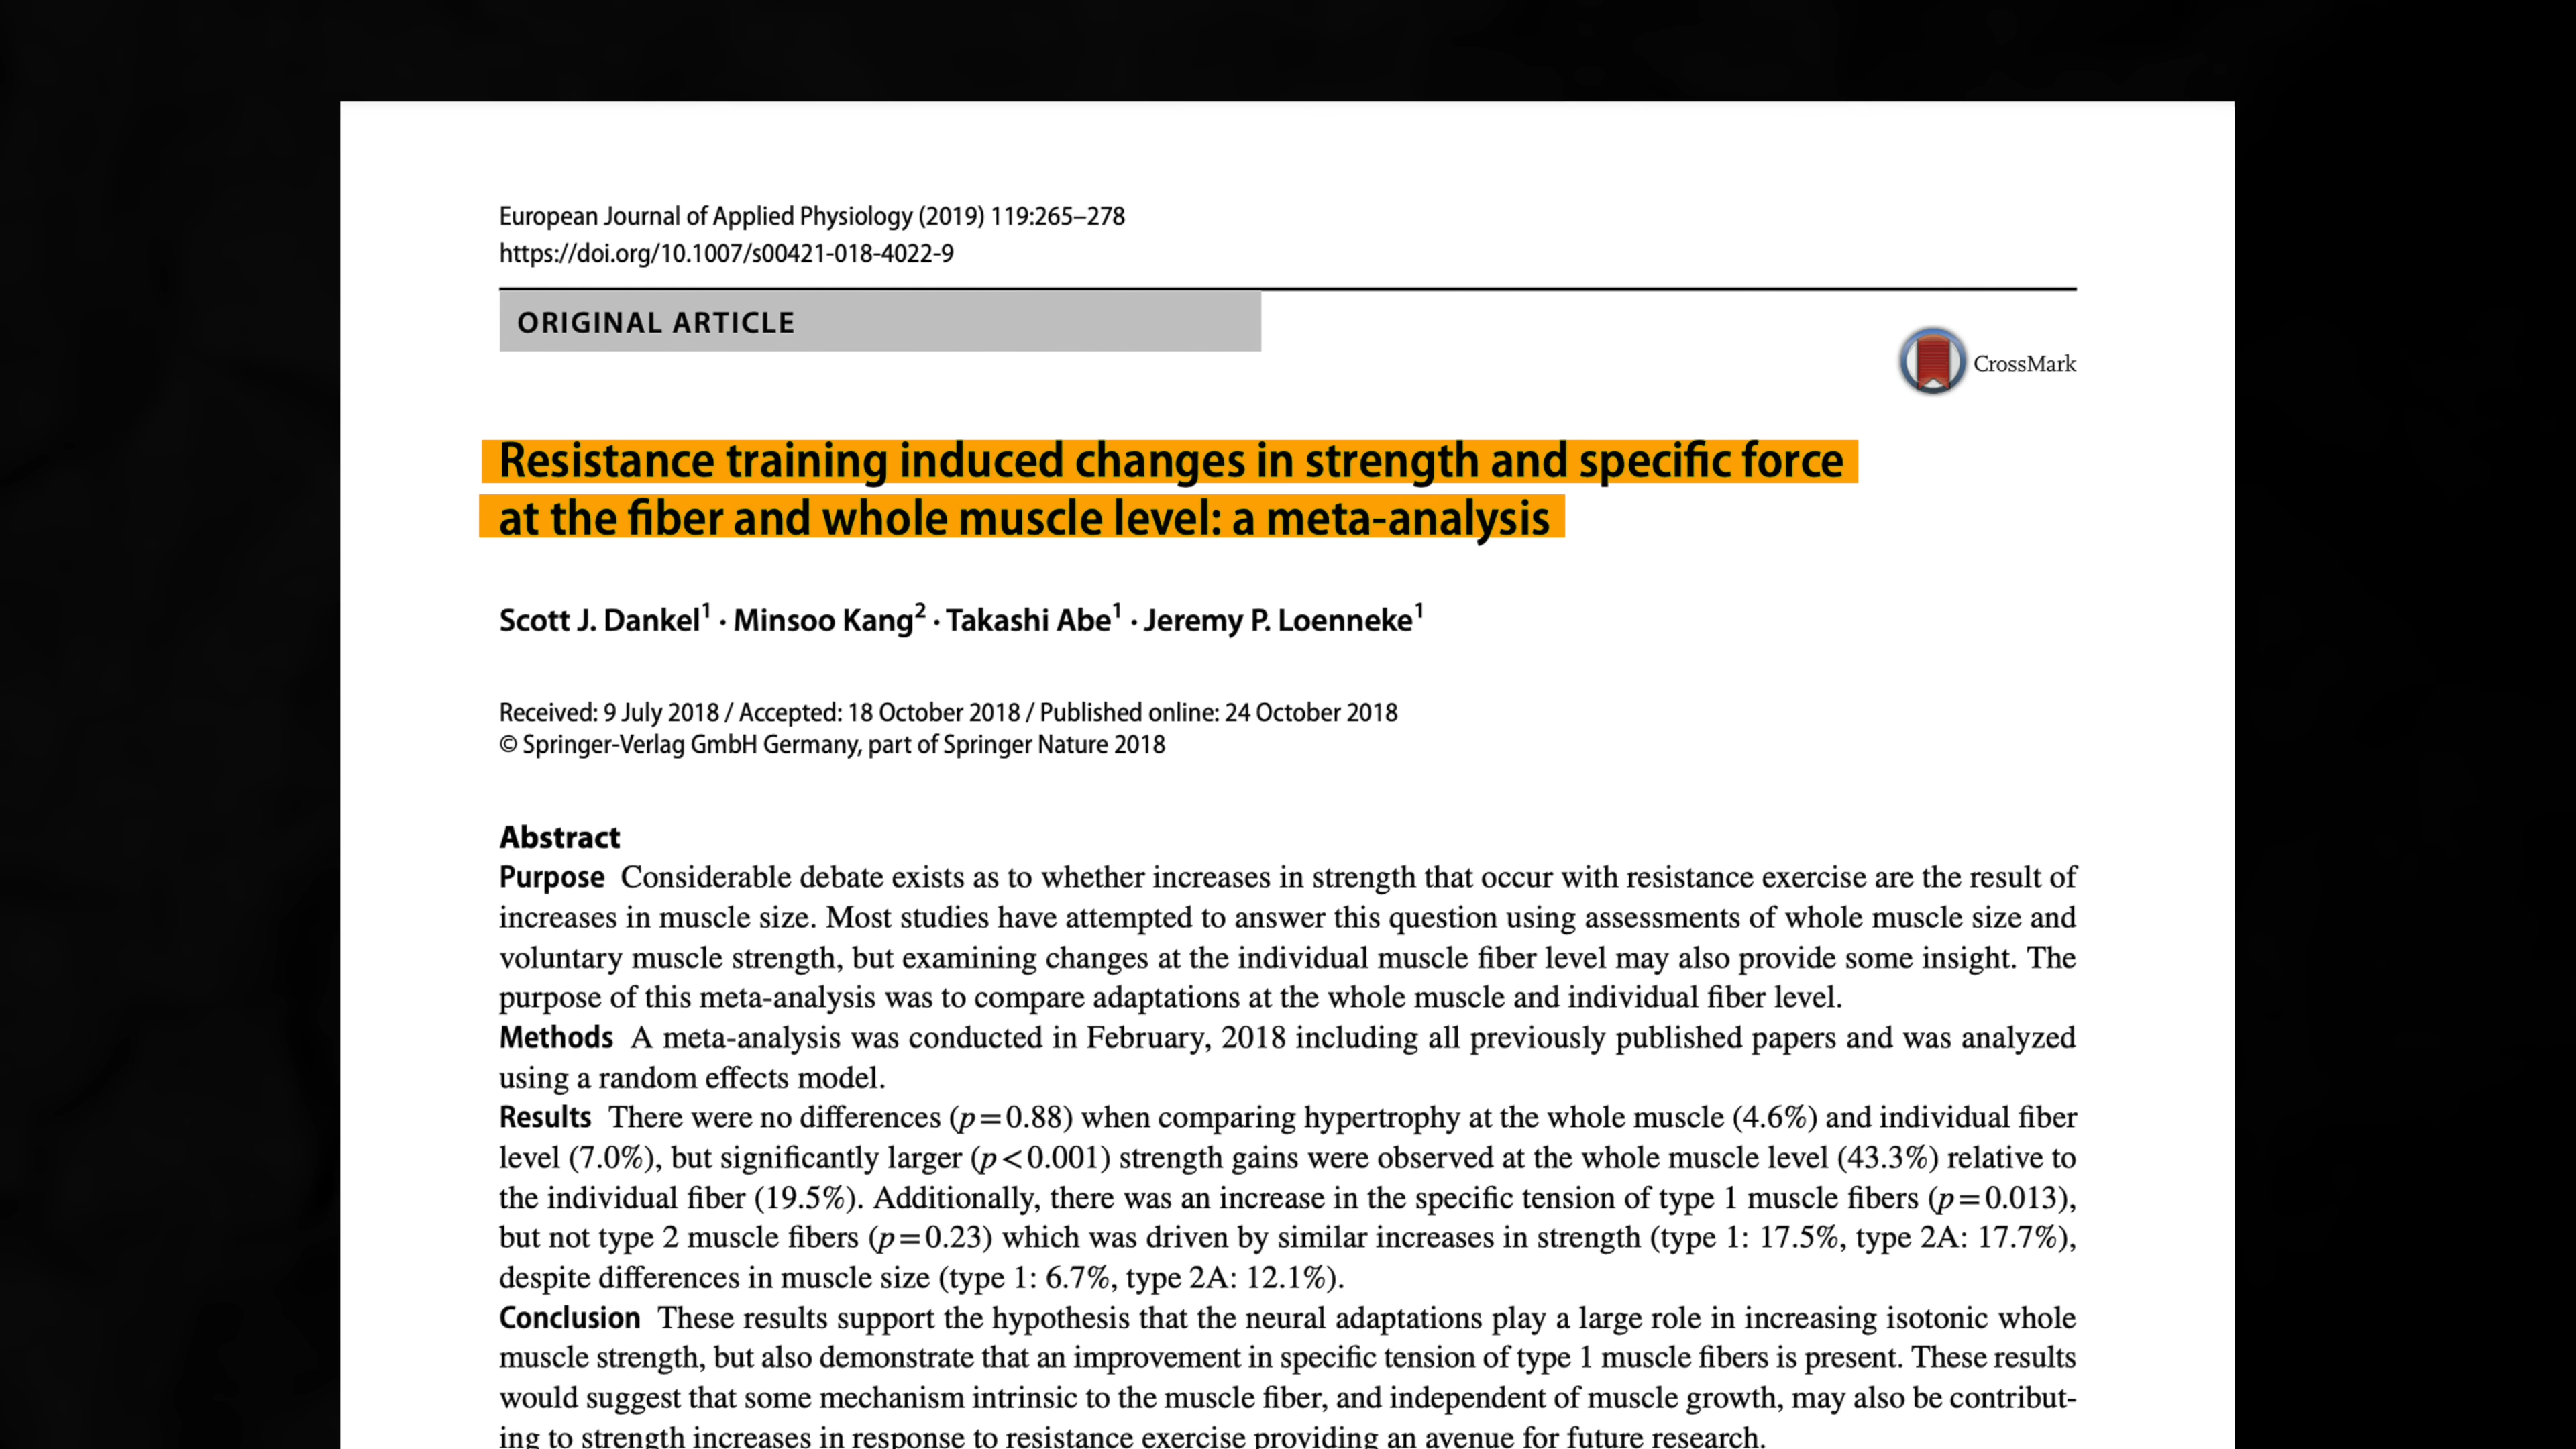 European Journal of Applied Physiology (2019) 119:265–278
https://doi.org/10.1007/s00421-018-4022-9
ORIGINAL ARTICLE
CrossMark
Resistance training induced changes in strength and specific force
at the fiber and whole muscle level: a meta-analysis
Scott J. Dankel1 · Minsoo Kang2 · Takashi Abe1 · Jeremy P. Loenneke1
Received: 9 July 2018 / Accepted: 18 October 2018 / Published online: 24 October 2018
© Springer-Verlag GmbH Germany, part of Springer Nature 2018
Abstract
Purpose Considerable debate exists as to whether increases in strength that occur with resistance exercise are the result of
increases in muscle size. Most studies have attempted to answer this question using assessments of whole muscle size and
voluntary muscle strength, but examining changes at the individual muscle fiber level may also provide some insight. The
purpose of this meta-analysis was to compare adaptations at the whole muscle and individual fiber level.
Methods A meta-analysis was conducted in February, 2018 including all previously published papers and was analyzed
using a random effects model.
Results There were no differences (p=0.88) when comparing hypertrophy at the whole muscle (4.6%) and individual fiber
level (7.0%), but significantly larger (p<0.001) strength gains were observed at the whole muscle level (43.3%) relative to
the individual fiber (19.5%). Additionally, there was an increase in the specific tension of type 1 muscle fibers (p=0.013),
but not type 2 muscle fibers (p=0.23) which was driven by similar increases in strength (type 1: 17.5%, type 2A: 17.7%),
despite differences in muscle size (type 1: 6.7%, type 2A: 12.1%).
Conclusion These results support the hypothesis that the neural adaptations play a large role in increasing isotonic whole
muscle strength, but also demonstrate that an improvement in specific tension of type 1 muscle fibers is present. These results
would suggest that some mechanism intrinsic to the muscle fiber, and independent of muscle growth, may also be contribut-
ing to strength increases in response to resistance exercise providing an avenue for future research.